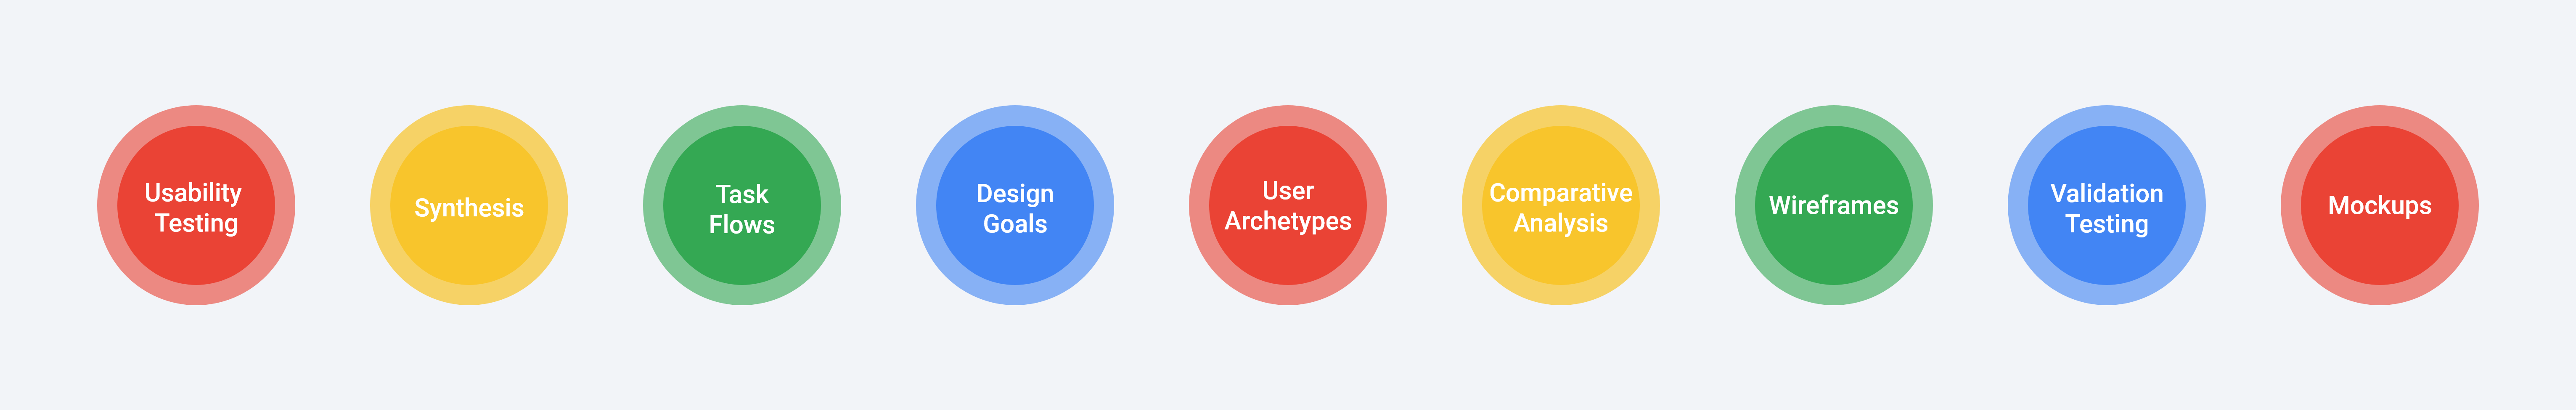 Usability
Testing
Synthesis
Task
Flows
Design
Goals
User
Archetypes
Comparative
Analysis
Wireframes
Validation
Testing
Mockups